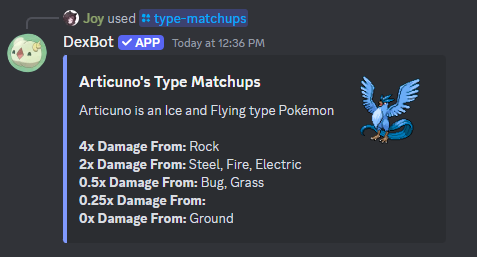 Joy used type-matchups
DexBot ✓ APP Today at 12:36 PM
Articuno's Type Matchups
Articuno is an Ice and Flying type Pokémon
4x Damage From: Rock
2x Damage From: Steel, Fire, Electric
0.5x Damage From: Bug, Grass
0.25x Damage From:
0x Damage From: Ground